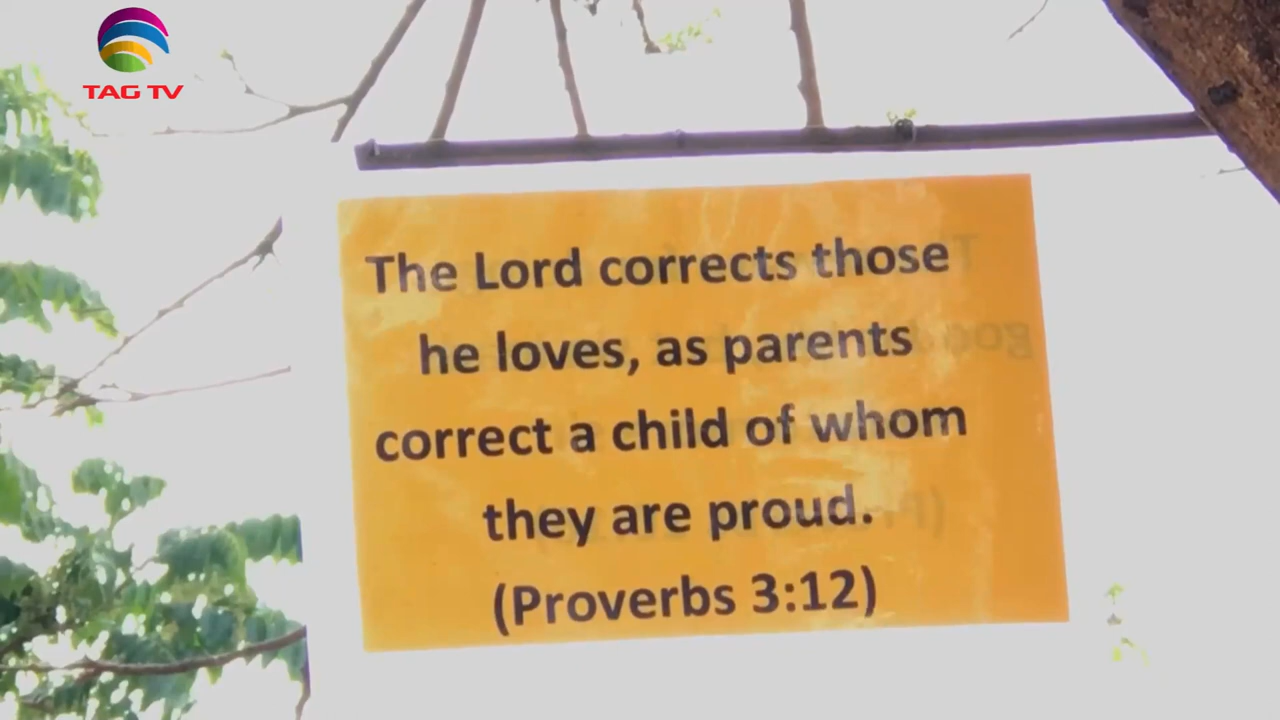 TAG TV
The Lord corrects those
he loves, as parents
correct a child of whom
they are proud.
(Proverbs 3:12)